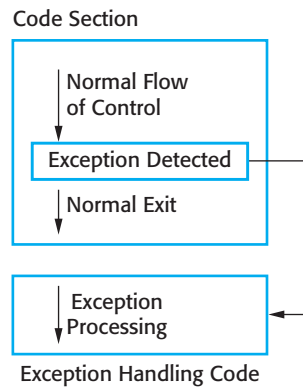 Code Section
Normal Flow
of Control
Exception Detected
Normal Exit
Exception
Processing
Exception Handling Code